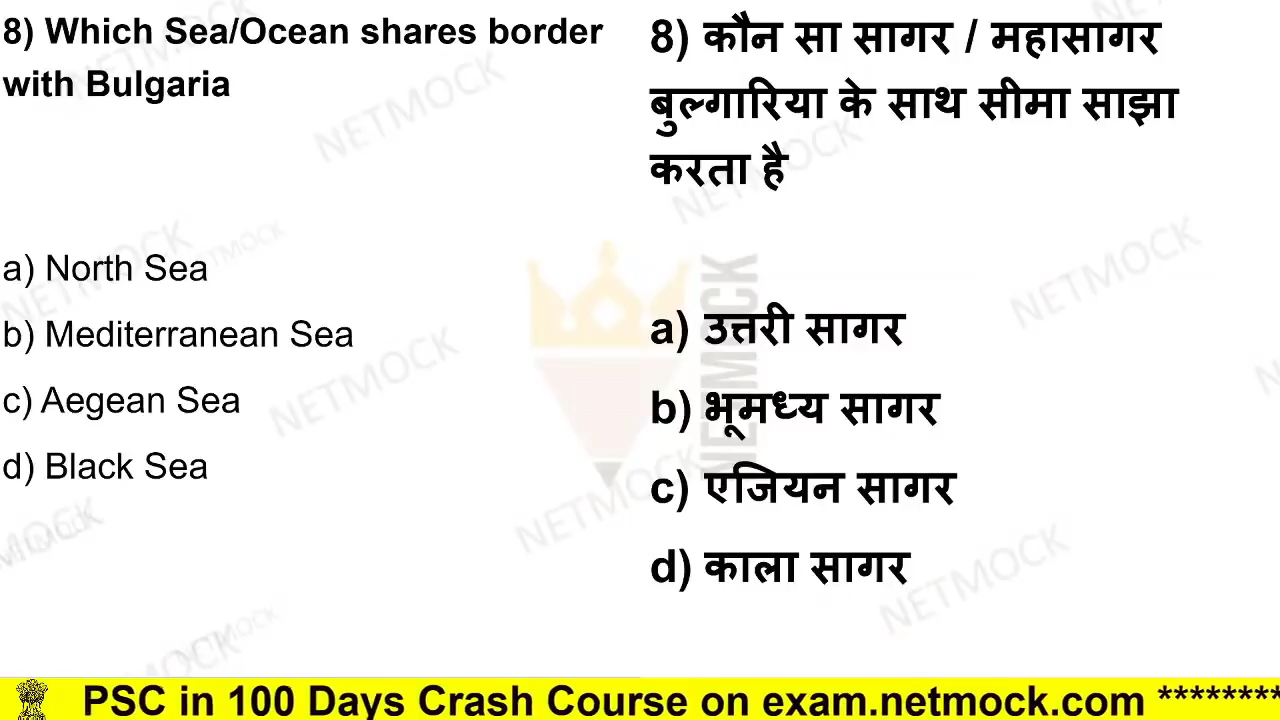 8) Which Sea/Ocean shares border
with Bulgaria
a) North Sea
b) Mediterranean Sea
c) Aegean Sea
d) Black Sea
8) कौन सा सागर / महासागर
बुल्गारिया के साथ सीमा साझा
करता है
a) उत्तरी सागर
b) भूमध्य सागर
c) एजियन सागर
d) काला सागर
NETMOCK
PSC in 100 Days Crash Course on exam.netmock.com ********